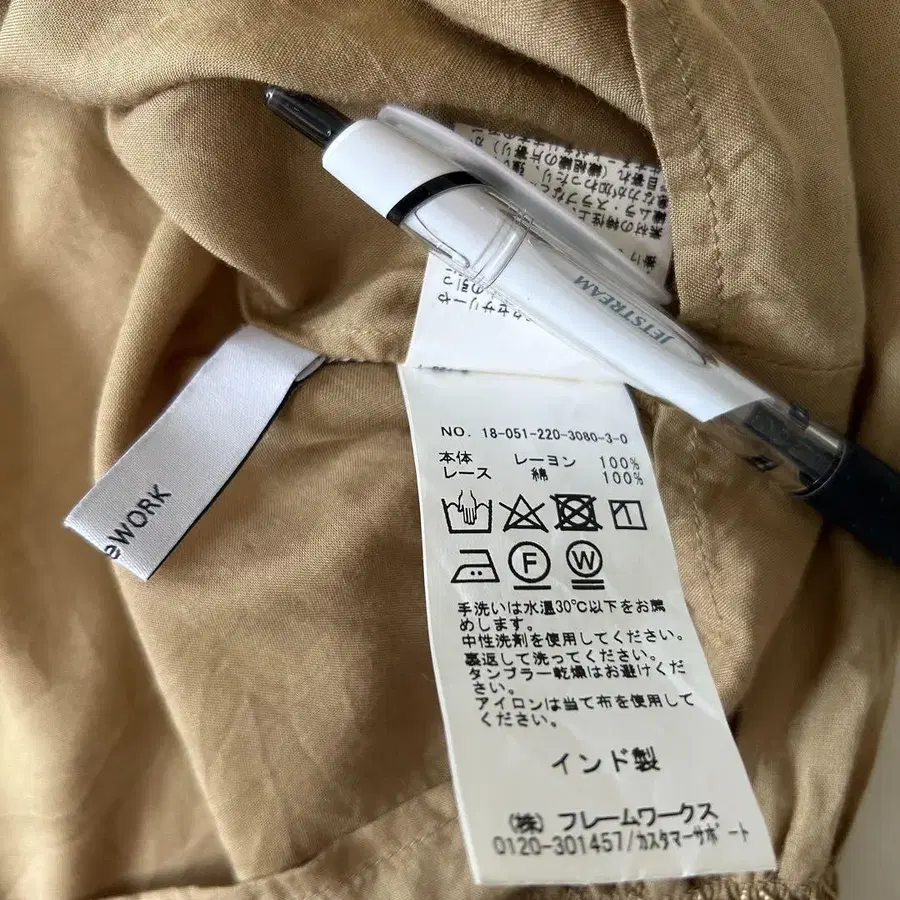 JETSTREAM
eWORK
NO. 18-051-220-3080-3-0
本体 レーヨン 100%
レース 綿 100%
F W
手洗いは水温30℃以下をお薦
めします。
中性洗剤を使用してください。
裏返して洗ってください。
タンブラー乾燥はお避けくだ
さい。
アイロンは当て布を使用して
ください。
インド製
(株) フレームワークス
0120-301457/カスタマーサポート